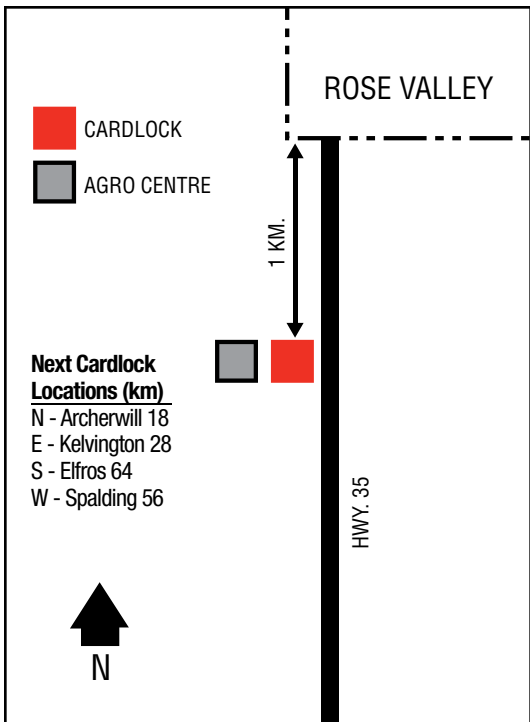 ROSE VALLEY
CARDLOCK
AGRO CENTRE
1 KM.
Next Cardlock
Locations (km)
N - Archerwill 18
E - Kelvington 28
S - Elfros 64
W - Spalding 56
HWY. 35
N